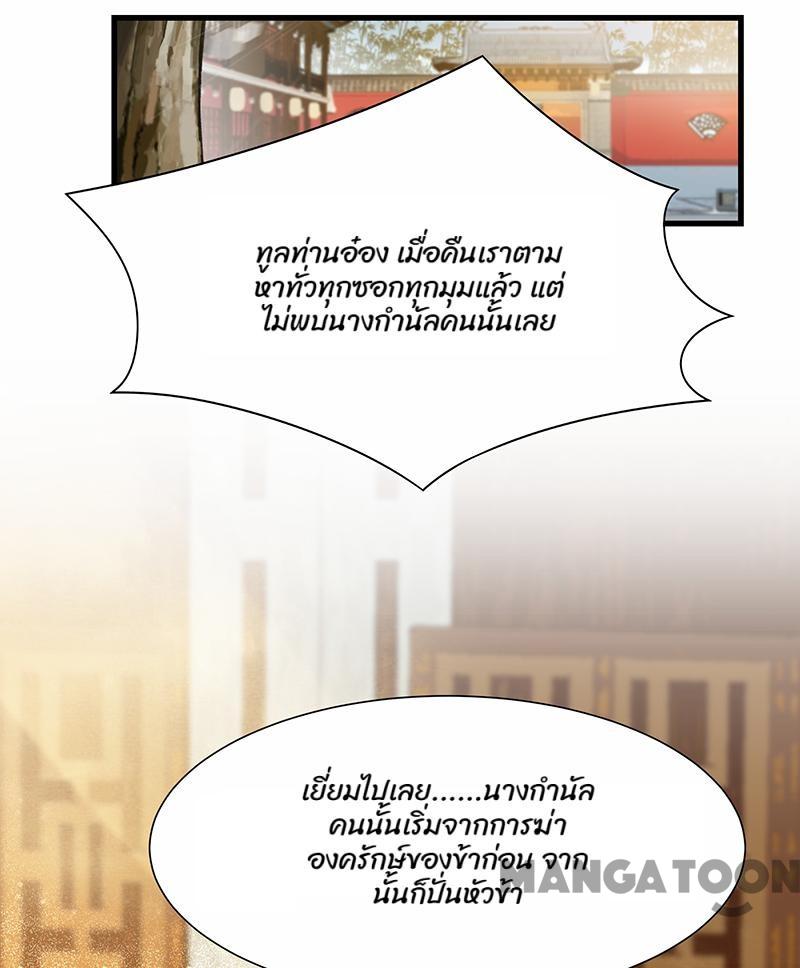 ทูลท่านอ๋อง เมื่อคืนเราตาม
หาทั่วทุกซอกทุกมุมแล้ว แต่
ไม่พบนางกำนัลคนนั้นเลย
เยี่ยมไปเลย......นางกำนัล
คนนั้นเริ่มจากการฆ่า
องครักษ์ของข้าก่อน จาก
นั้นก็ปั่นหัวข้า
MANGATOON